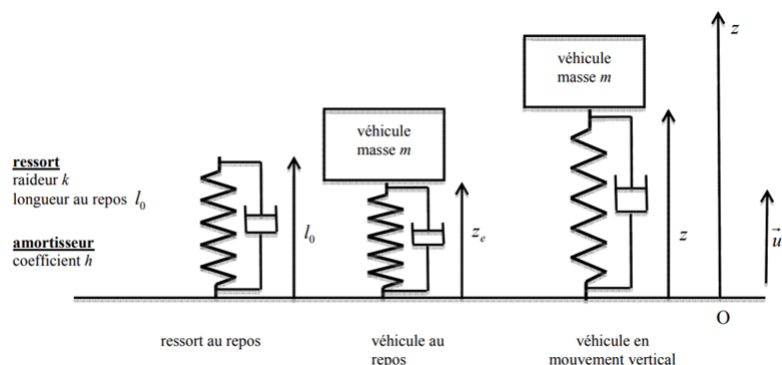 z
véhicule
masse m
véhicule
masse m
ressort
raideur k
longueur au repos l₀
amortisseur
coefficient h
l₀
zₑ
z
u⃗
O
ressort au repos
véhicule au
repos
véhicule en
mouvement vertical